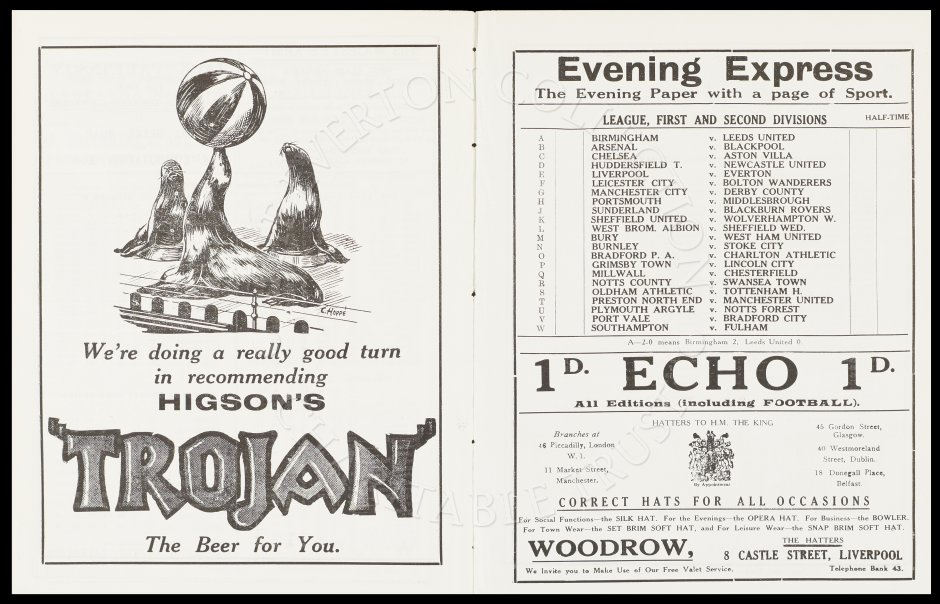 C. HOPPÉ
We're doing a really good turn
in recommending
HIGSON'S
"TROJAN"
The Beer for You.
Evening Express
The Evening Paper with a page of Sport.
LEAGUE, FIRST AND SECOND DIVISIONS HALF-TIME
A BIRMINGHAM v. LEEDS UNITED
B ARSENAL v. BLACKPOOL
C CHELSEA v. ASTON VILLA
D HUDDERSFIELD T. v. NEWCASTLE UNITED
E LIVERPOOL v. EVERTON
F LEICESTER CITY v. BOLTON WANDERERS
G MANCHESTER CITY v. DERBY COUNTY
H PORTSMOUTH v. MIDDLESBROUGH
J SUNDERLAND v. BLACKBURN ROVERS
K SHEFFIELD UNITED v. WOLVERHAMPTON W.
L WEST BROM. ALBION v. SHEFFIELD WED.
M BURY v. WEST HAM UNITED
N BURNLEY v. STOKE CITY
O BRADFORD P. A. v. CHARLTON ATHLETIC
P GRIMSBY TOWN v. LINCOLN CITY
Q MILLWALL v. CHESTERFIELD
R NOTTS COUNTY v. SWANSEA TOWN
S OLDHAM ATHLETIC v. TOTTENHAM H.
T PRESTON NORTH END v. MANCHESTER UNITED
U PLYMOUTH ARGYLE v. NOTTS FOREST
V PORT VALE v. BRADFORD CITY
W SOUTHAMPTON v. FULHAM
A—2-0 means Birmingham 2, Leeds United 0.
1D. ECHO 1D.
All Editions (including FOOTBALL).
HATTERS TO H.M. THE KING
Branches at
46 Piccadilly, London
W. 1.
11 Market Street,
Manchester.
By Appointment
45 Gordon Street,
Glasgow.
40 Westmoreland
Street, Dublin.
18 Donegall Place,
Belfast.
CORRECT HATS FOR ALL OCCASIONS
For Social Functions—the SILK HAT. For the Evenings—the OPERA HAT. For Business—the BOWLER.
For Town Wear—the SET BRIM SOFT HAT, and For Leisure Wear—the SNAP BRIM SOFT HAT.
WOODROW, THE HATTERS
8 CASTLE STREET, LIVERPOOL
We Invite you to Make Use of Our Free Valet Service. Telephone Bank 43.